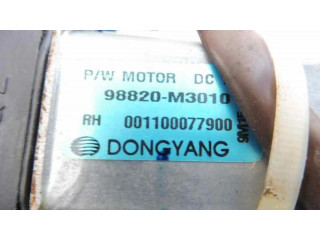 P/W MOTOR DC
98820-M3010
RH 001100077900
DONGYANG